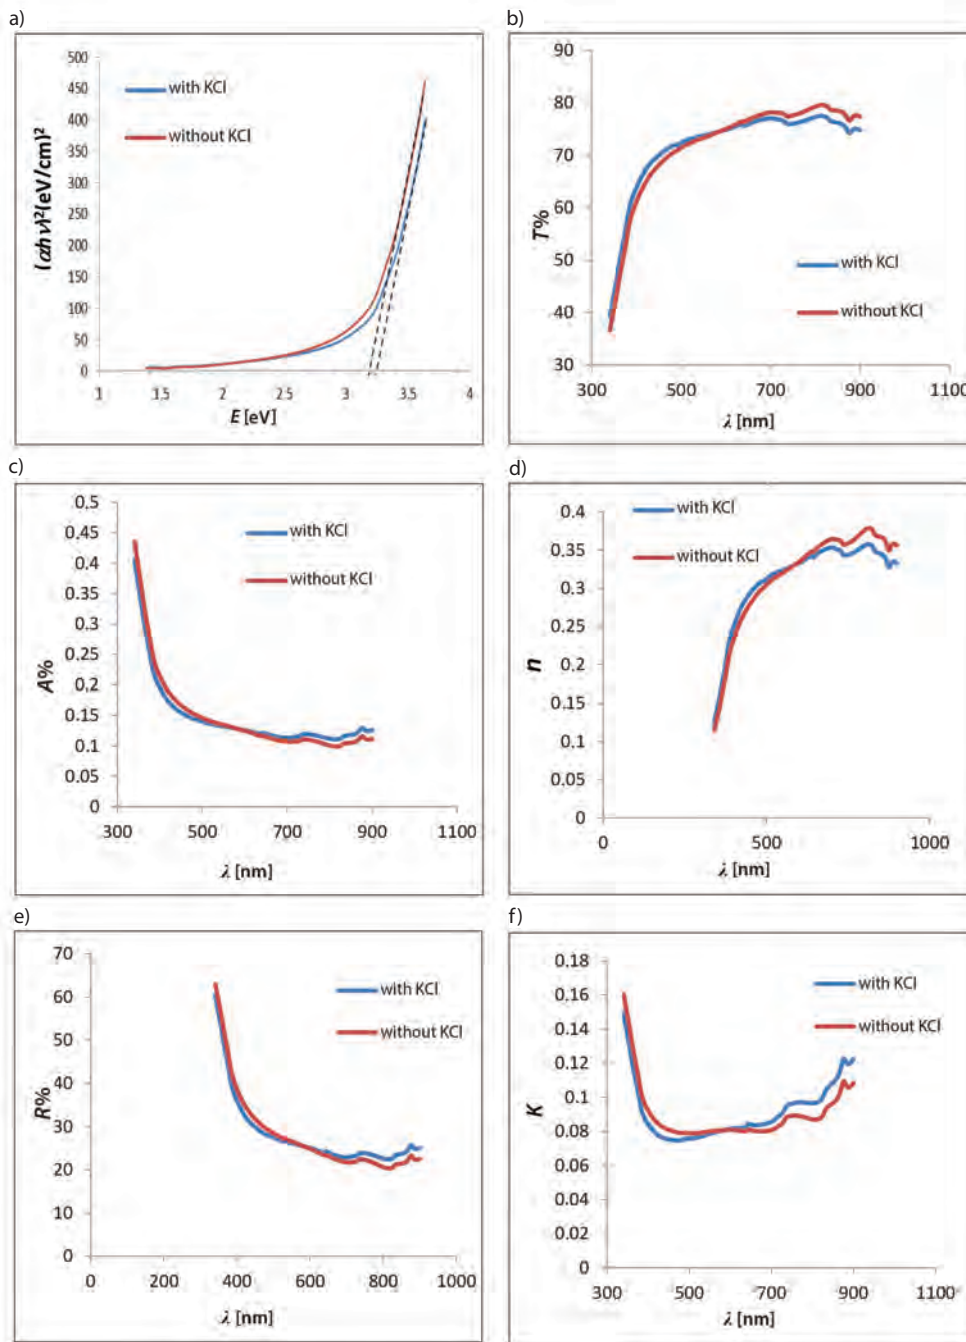 a)
500
450
400
350
300
250
200
150
100
50
0
with KCl
without KCl
(αhν)²(eV/cm)²
1
1.5
2
2.5
3
3.5
4
E [eV]
b)
90
80
70
60
50
40
30
T%
with KCl
without KCl
300
500
700
900
1100
λ [nm]
c)
0.5
0.45
0.4
0.35
0.3
0.25
0.2
0.15
0.1
0.05
0
A%
with KCl
without KCl
300
500
700
900
1100
λ [nm]
d)
0.4
0.35
0.3
0.25
0.2
0.15
0.1
0.05
0
n
with KCl
without KCl
0
500
1000
λ [nm]
e)
70
60
50
40
30
20
10
0
R%
with KCl
without KCl
0
200
400
600
800
1000
λ [nm]
f)
0.18
0.16
0.14
0.12
0.1
0.08
0.06
0.04
0.02
0
K
with KCl
without KCl
300
500
700
900
1100
λ [nm]